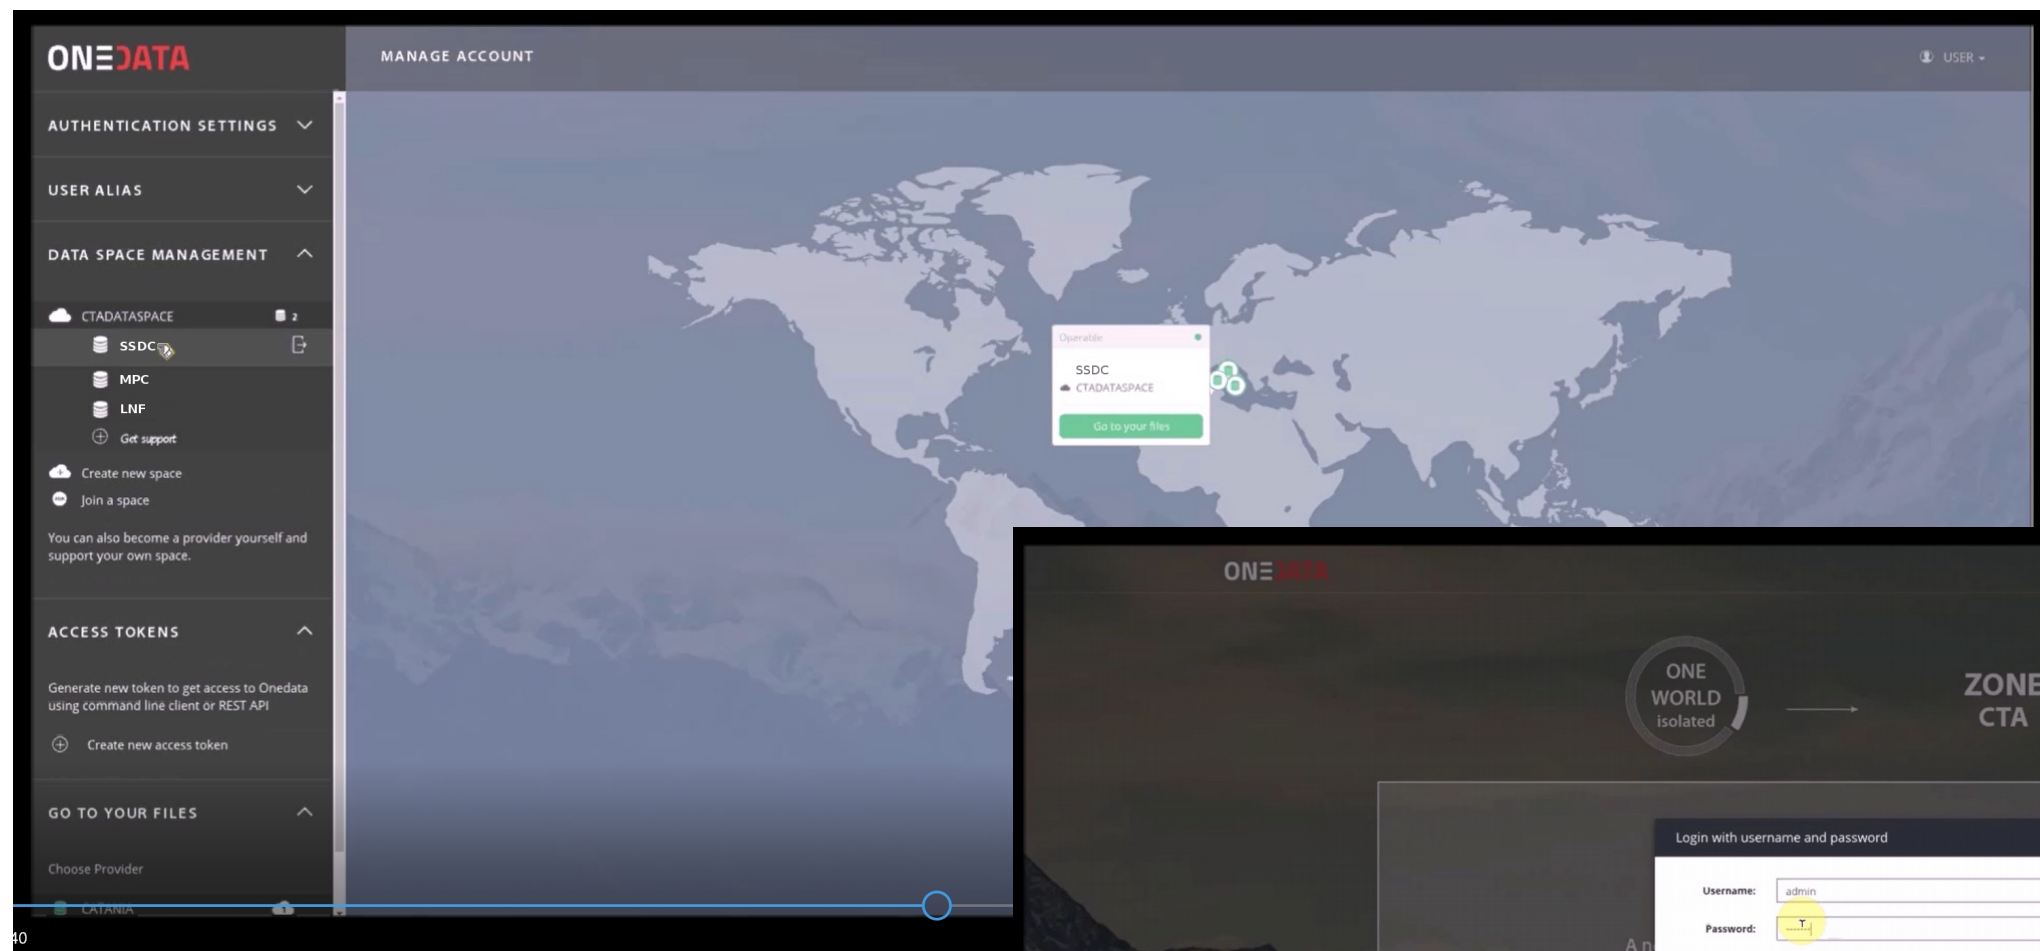 ONEDATA
MANAGE ACCOUNT
USER
AUTHENTICATION SETTINGS
USER ALIAS
DATA SPACE MANAGEMENT
CTADATASPACE
2
SSDC
MPC
LNF
Get support
Create new space
Join a space
You can also become a provider yourself and
support your own space.
ACCESS TOKENS
Generate new token to get access to Onedata
using command line client or REST API
Create new access token
GO TO YOUR FILES
Choose Provider
CATANIA
40
Operable
SSDC
CTADATASPACE
Go to your files
ONEDATA
ONE
WORLD
isolated
ZONE
CTA
Login with username and password
Username:
admin
Password:
A n